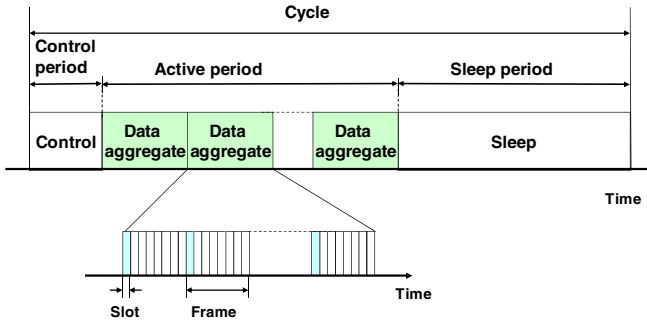 Cycle
Control
period
Active period
Sleep period
Control
Data
aggregate
Data
aggregate
Data
aggregate
Sleep
Time
Time
Slot
Frame